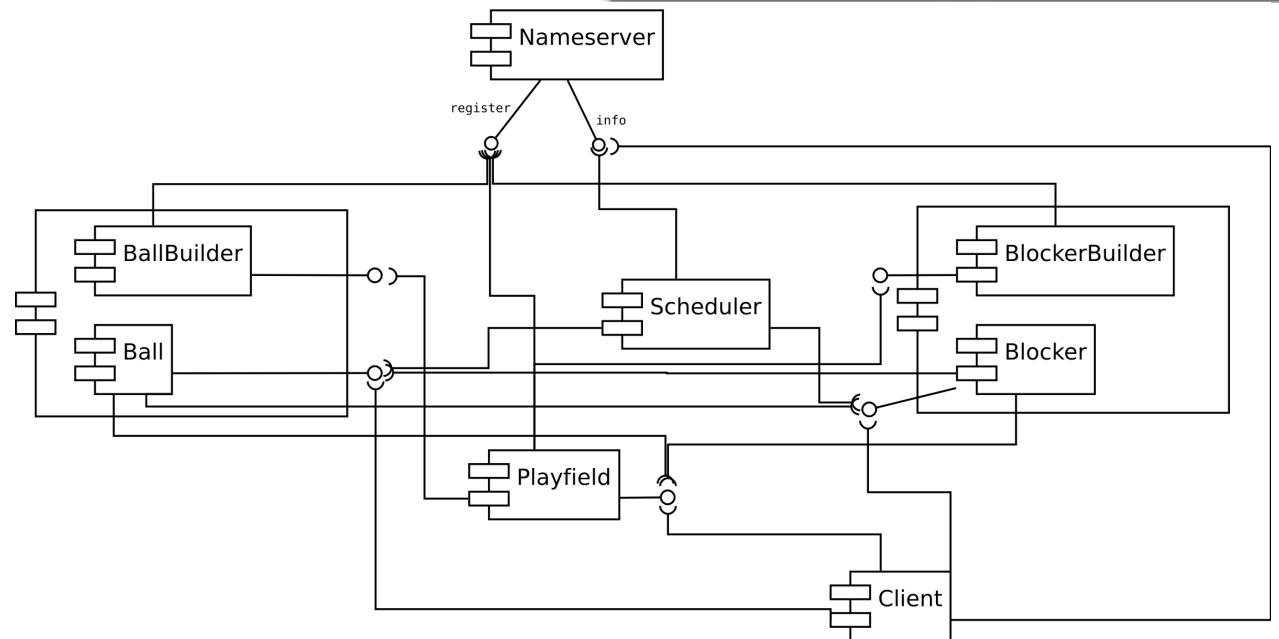 Nameserver
register
info
BallBuilder
BlockerBuilder
Scheduler
Ball
Blocker
Playfield
Client